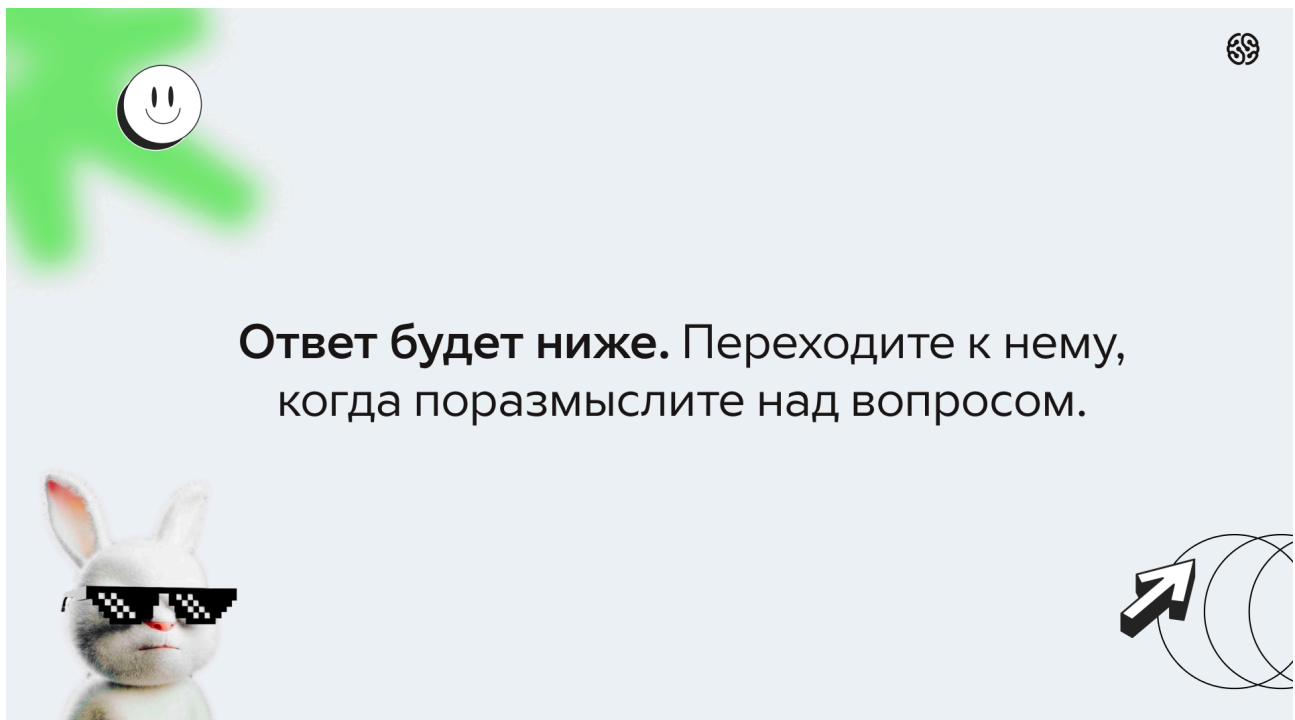 Ответ будет ниже. Переходите к нему,
когда поразмыслите над вопросом.